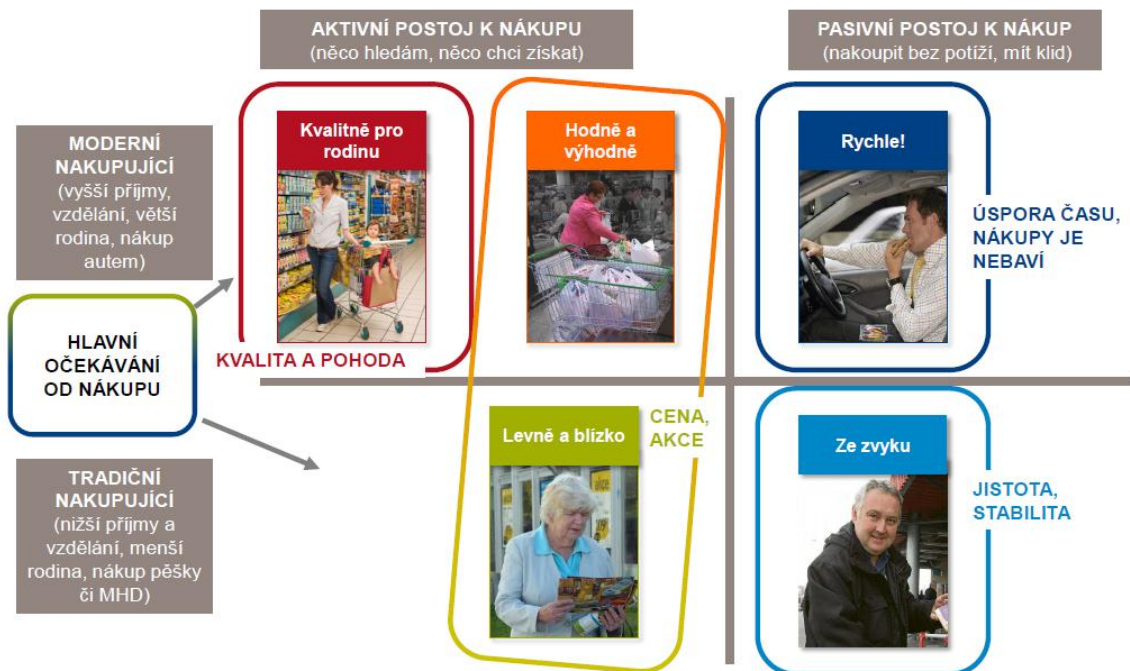 AKTIVNÍ POSTOJ K NÁKUPU
(něco hledám, něco chci získat)
PASIVNÍ POSTOJ K NÁKUP
(nakoupit bez potíží, mít klid)
MODERNÍ
NAKUPUJÍCÍ
(vyšší příjmy,
vzdělání, větší
rodina, nákup
autem)
Kvalitně pro
rodinu
Hodně a
výhodně
Rychle!
ÚSPORA ČASU,
NÁKUPY JE
NEBAVÍ
HLAVNÍ
OČEKÁVÁNÍ
OD NÁKUPU
KVALITA A POHODA
Levně a blízko
CENA,
AKCE
Ze zvyku
JISTOTA,
STABILITA
TRADIČNÍ
NAKUPUJÍCÍ
(nižší příjmy a
vzdělání, menší
rodina, nákup pěšky
či MHD)